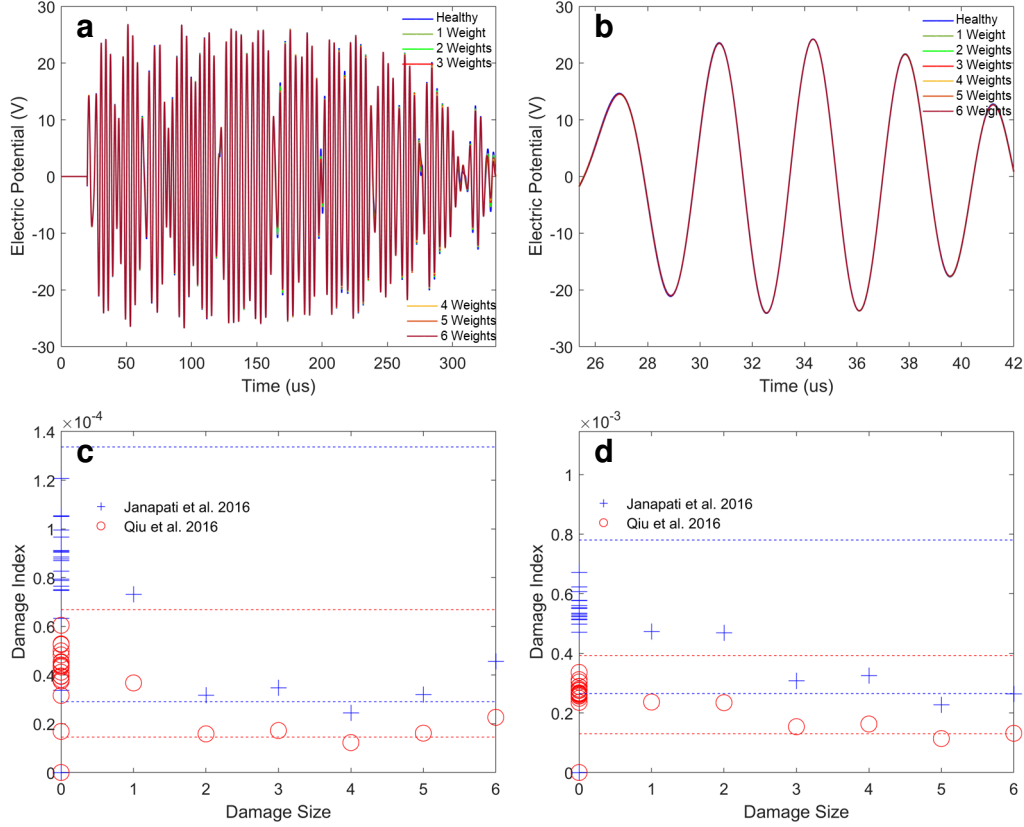 a
Healthy
1 Weight
2 Weights
3 Weights
4 Weights
5 Weights
6 Weights
30
20
10
0
-10
-20
-30
Electric Potential (V)
0
50
100
150
200
250
300
Time (us)
b
Healthy
1 Weight
2 Weights
3 Weights
4 Weights
5 Weights
6 Weights
30
20
10
0
-10
-20
-30
Electric Potential (V)
26
28
30
32
34
36
38
40
42
Time (us)
c
×10-4
1.4
1.2
1
0.8
0.6
0.4
0.2
0
Damage Index
Janapati et al. 2016
Qiu et al. 2016
0
1
2
3
4
5
6
Damage Size
d
×10-3
1
0.8
0.6
0.4
0.2
0
Damage Index
Janapati et al. 2016
Qiu et al. 2016
0
1
2
3
4
5
6
Damage Size